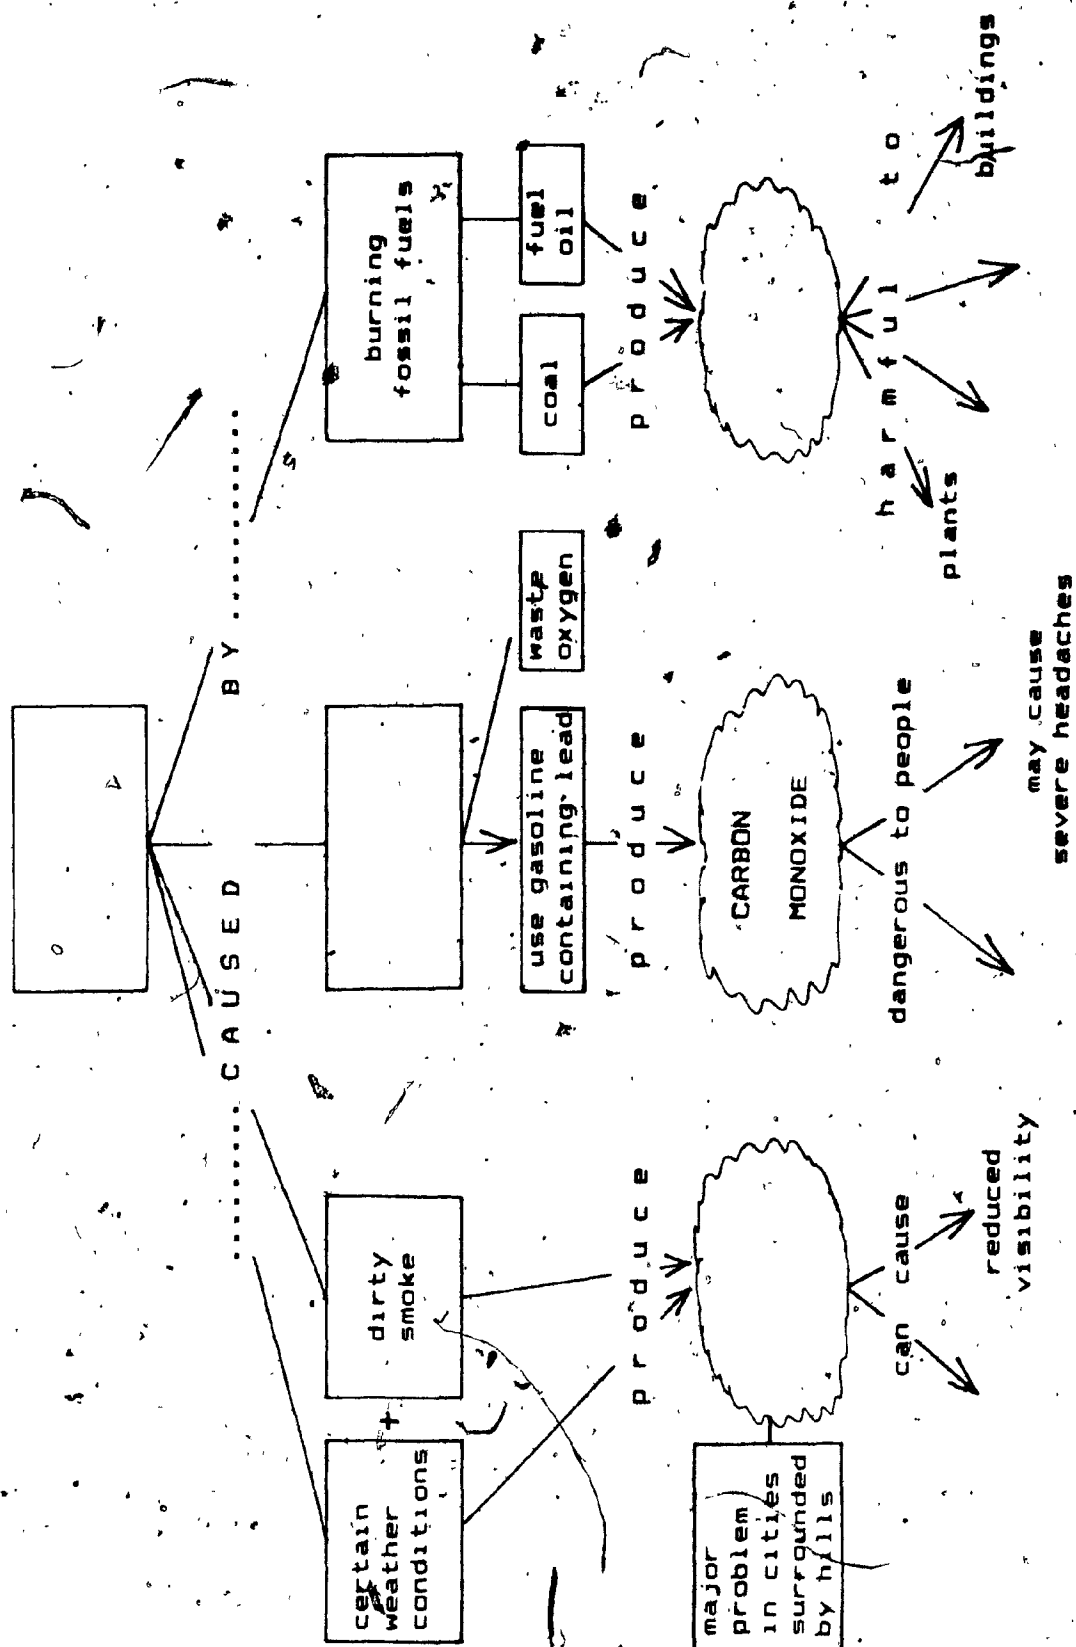 CAUSED BY
certain
weather
conditions
+
dirty
smoke
burning
fossil fuels
use gasoline
containing lead
waste
oxygen
coal
fuel
oil
produce
produce
produce
major
problem
in cities
surrounded
by hills
CARBON
MONOXIDE
can cause
dangerous to people
harmful to
reduced
visibility
may cause
severe headaches
plants
buildings